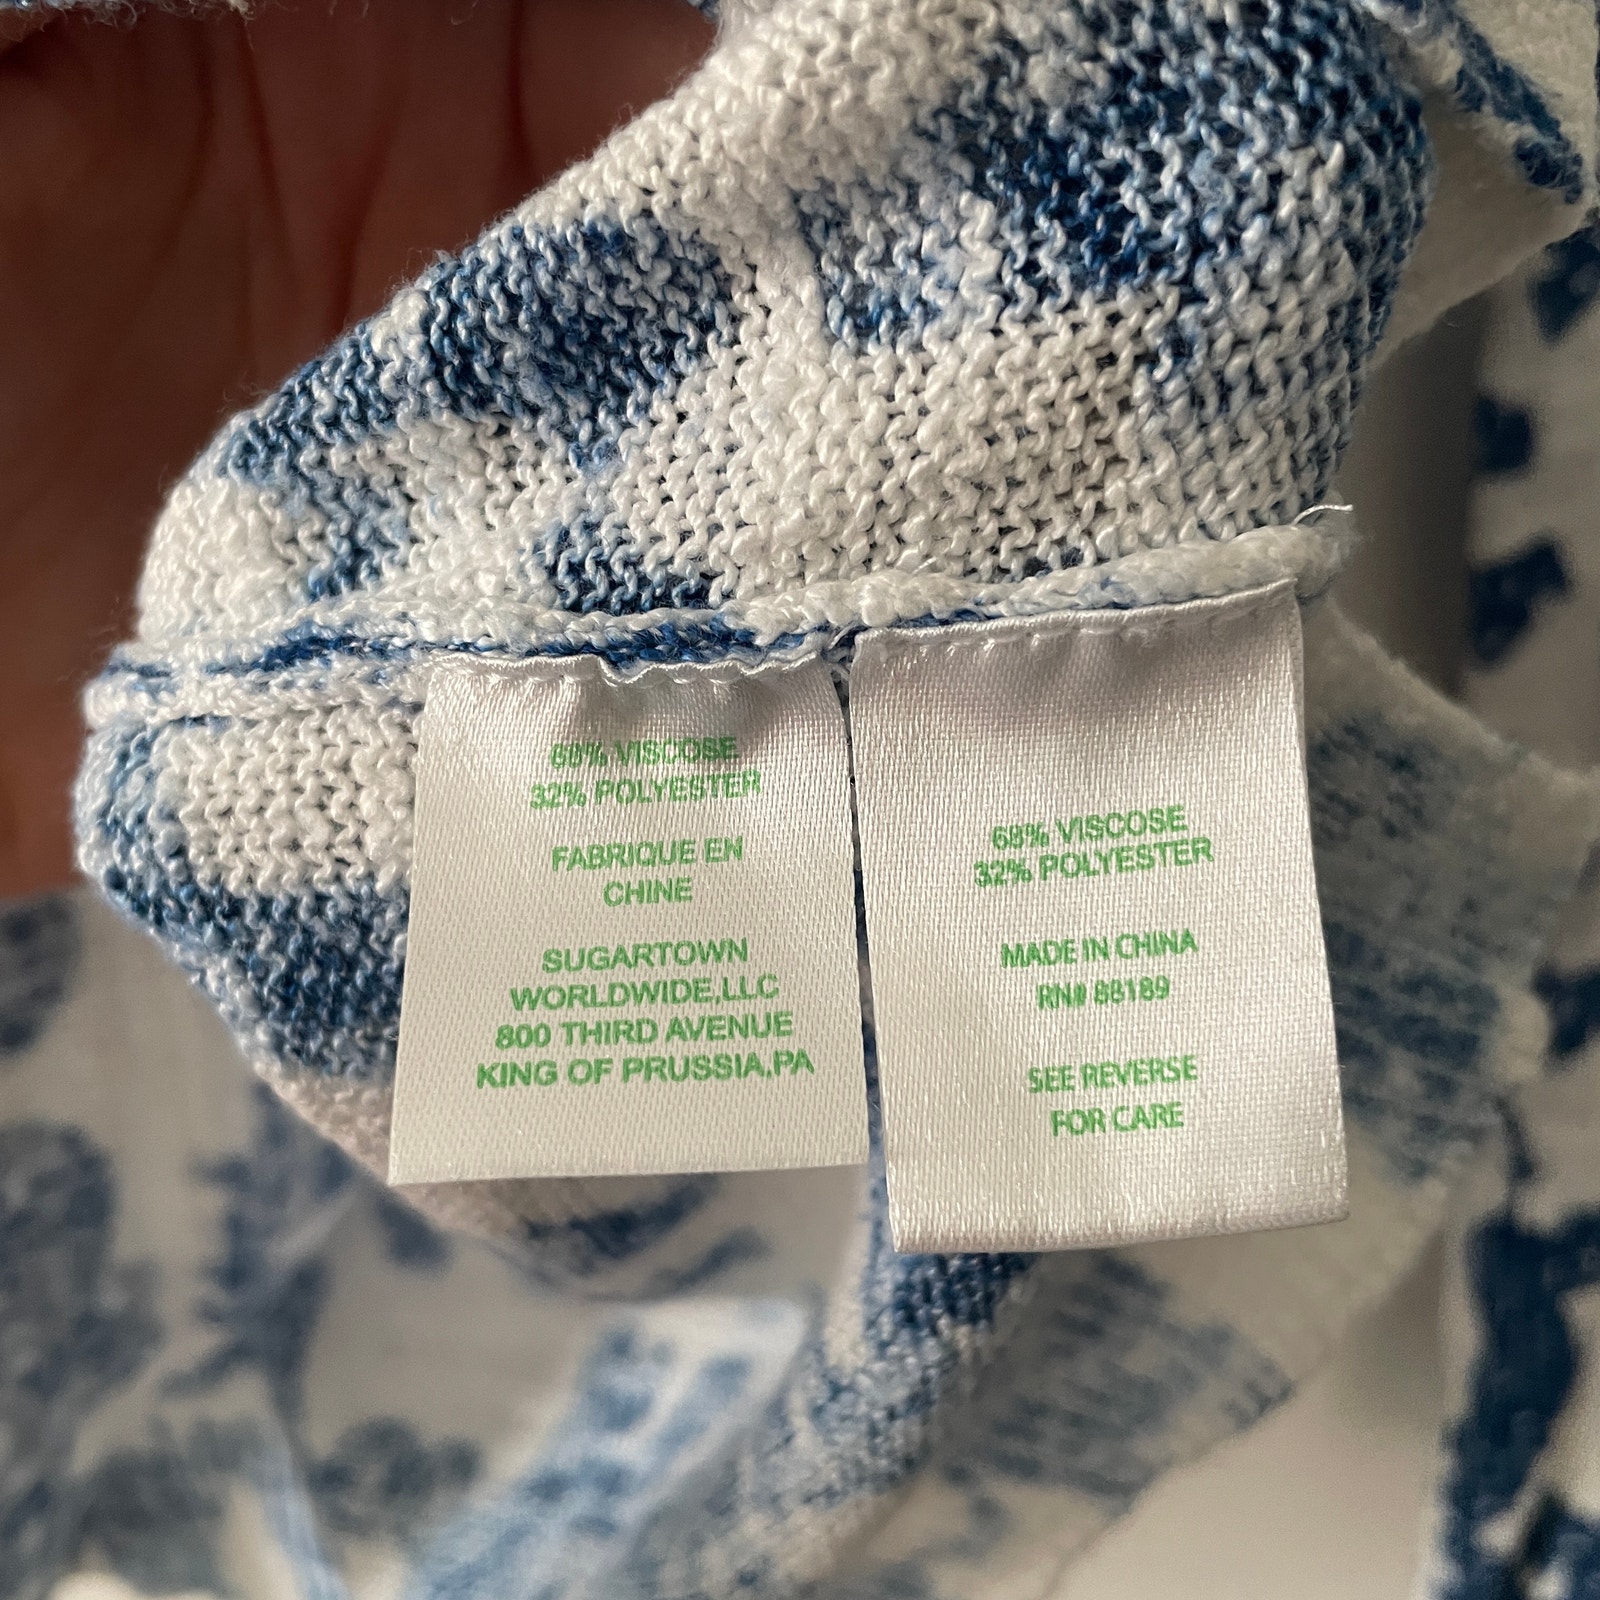 68% VISCOSE
32% POLYESTER
FABRIQUE EN
CHINE
SUGARTOWN
WORLDWIDE,LLC
800 THIRD AVENUE
KING OF PRUSSIA,PA
68% VISCOSE
32% POLYESTER
MADE IN CHINA
RN# 88189
SEE REVERSE
FOR CARE